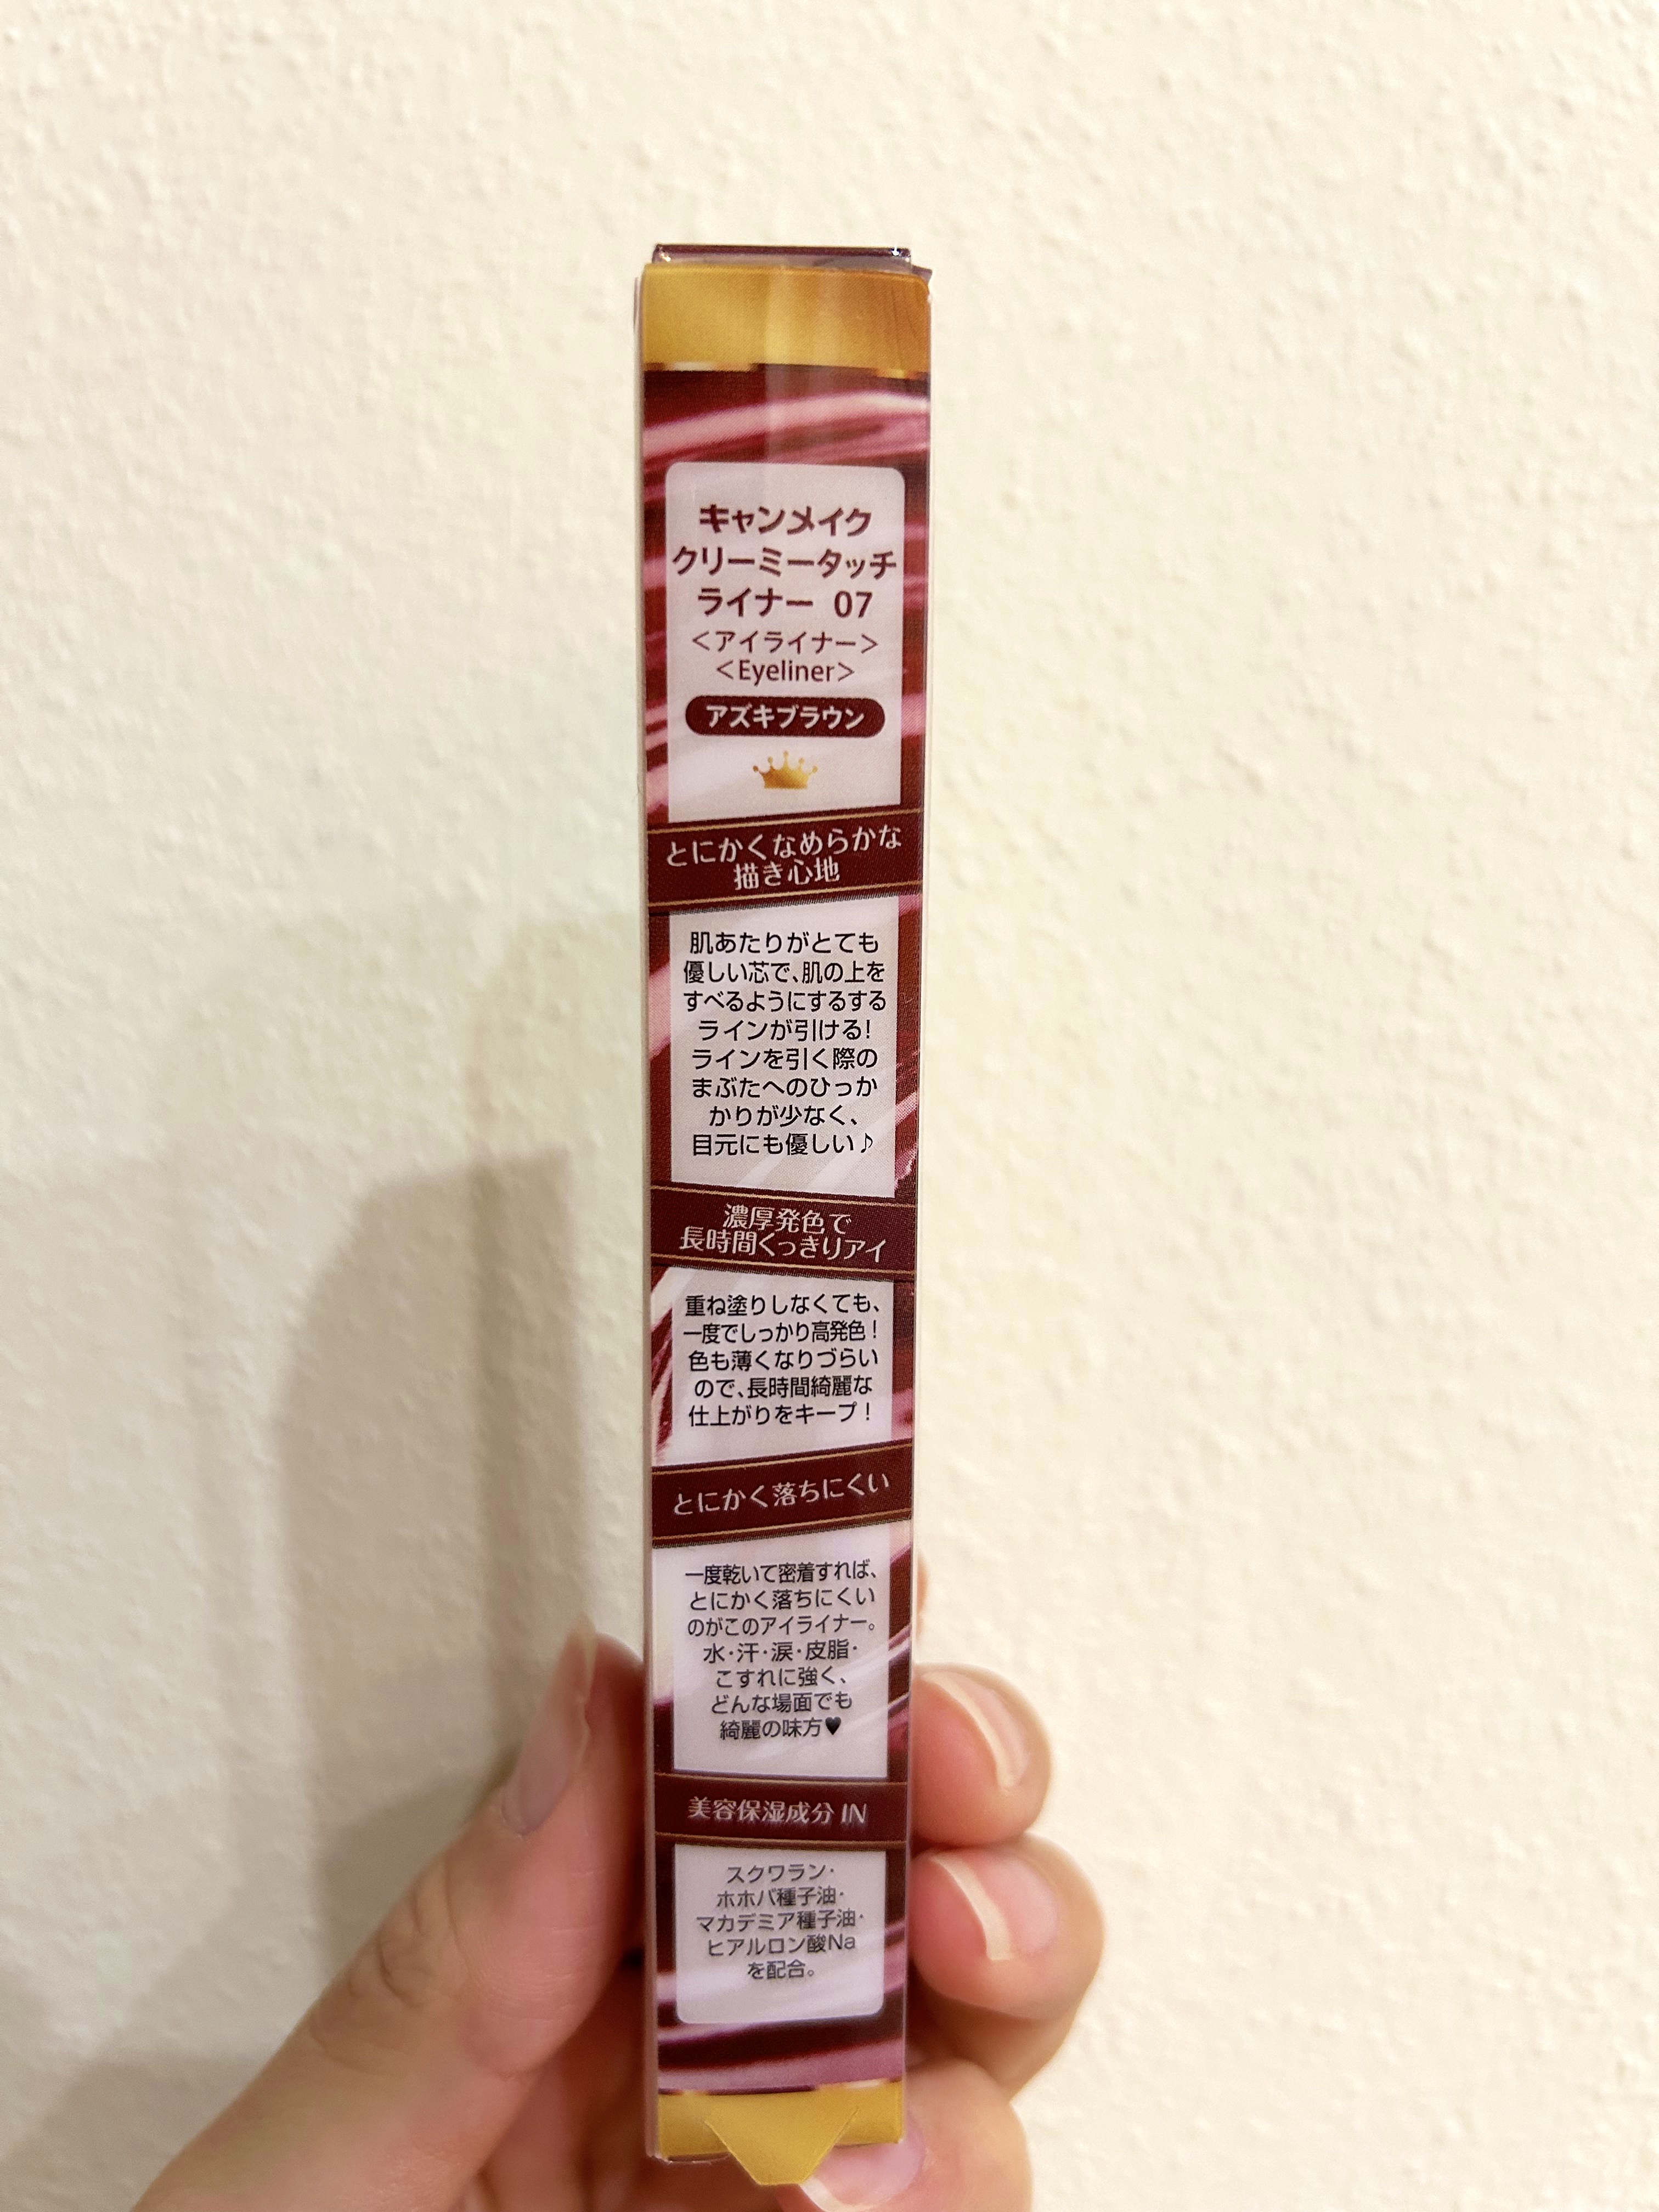 キャンメイク
クリーミータッチ
ライナー 07
<アイライナー>
<Eyeliner>
アズキブラウン
とにかくなめらかな
描き心地
肌あたりがとても
優しい芯で、肌の上を
すべるようにするする
ラインが引ける!
ラインを引く際の
まぶたへのひっか
かりが少なく、
目元にも優しい♪
濃厚発色で
長時間くっきりアイ
重ね塗りしなくても、
一度でしっかり高発色!
色も薄くなりづらい
ので、長時間綺麗な
仕上がりをキープ!
とにかく落ちにくい
一度乾いて密着すれば、
とにかく落ちにくい
のがこのアイライナー。
水・汗・涙・皮脂・
こすれに強く、
どんな場面でも
綺麗の味方♥
美容保湿成分 IN
スクワラン・
ホホバ種子油・
マカデミア種子油・
ヒアルロン酸Na
を配合。